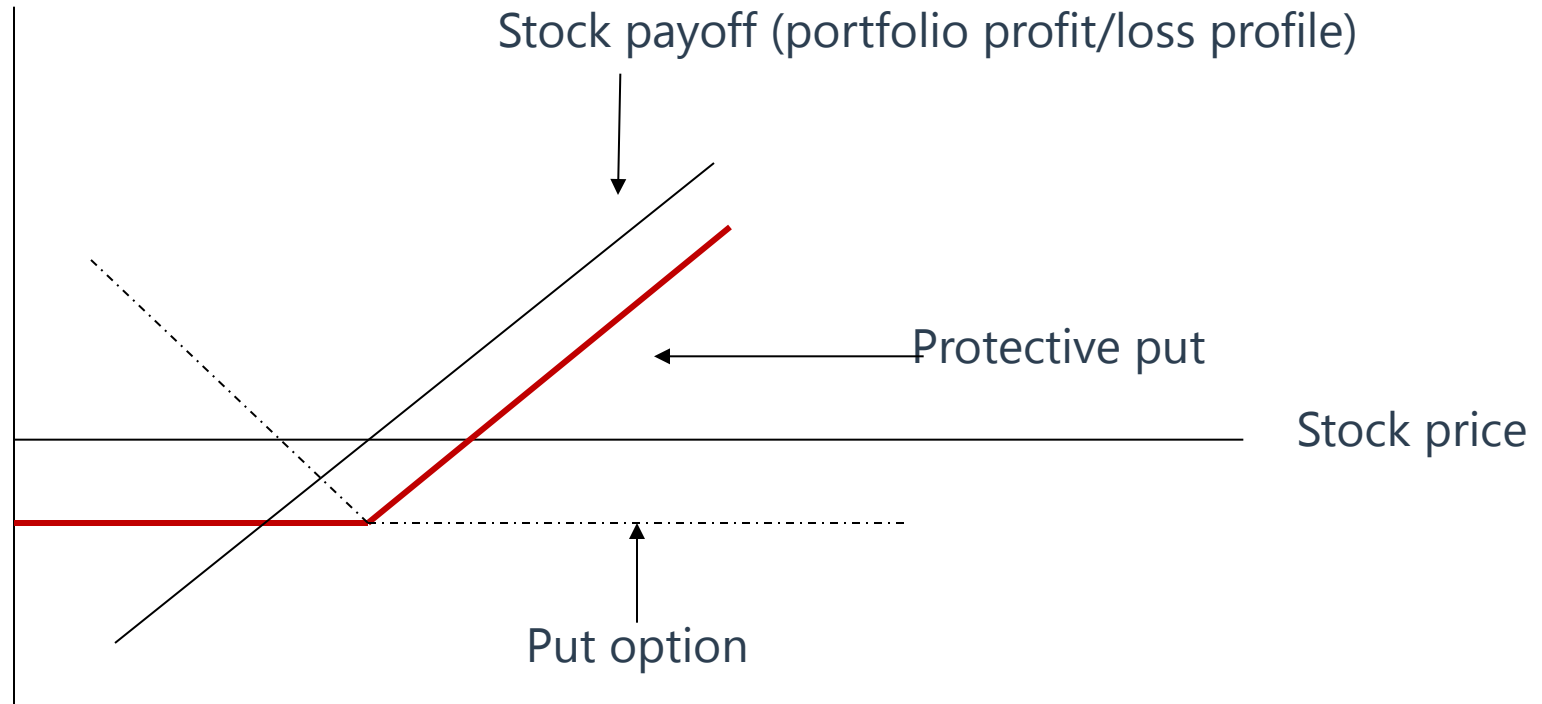 Stock payoff (portfolio profit/loss profile)
Protective put
Stock price
Put option